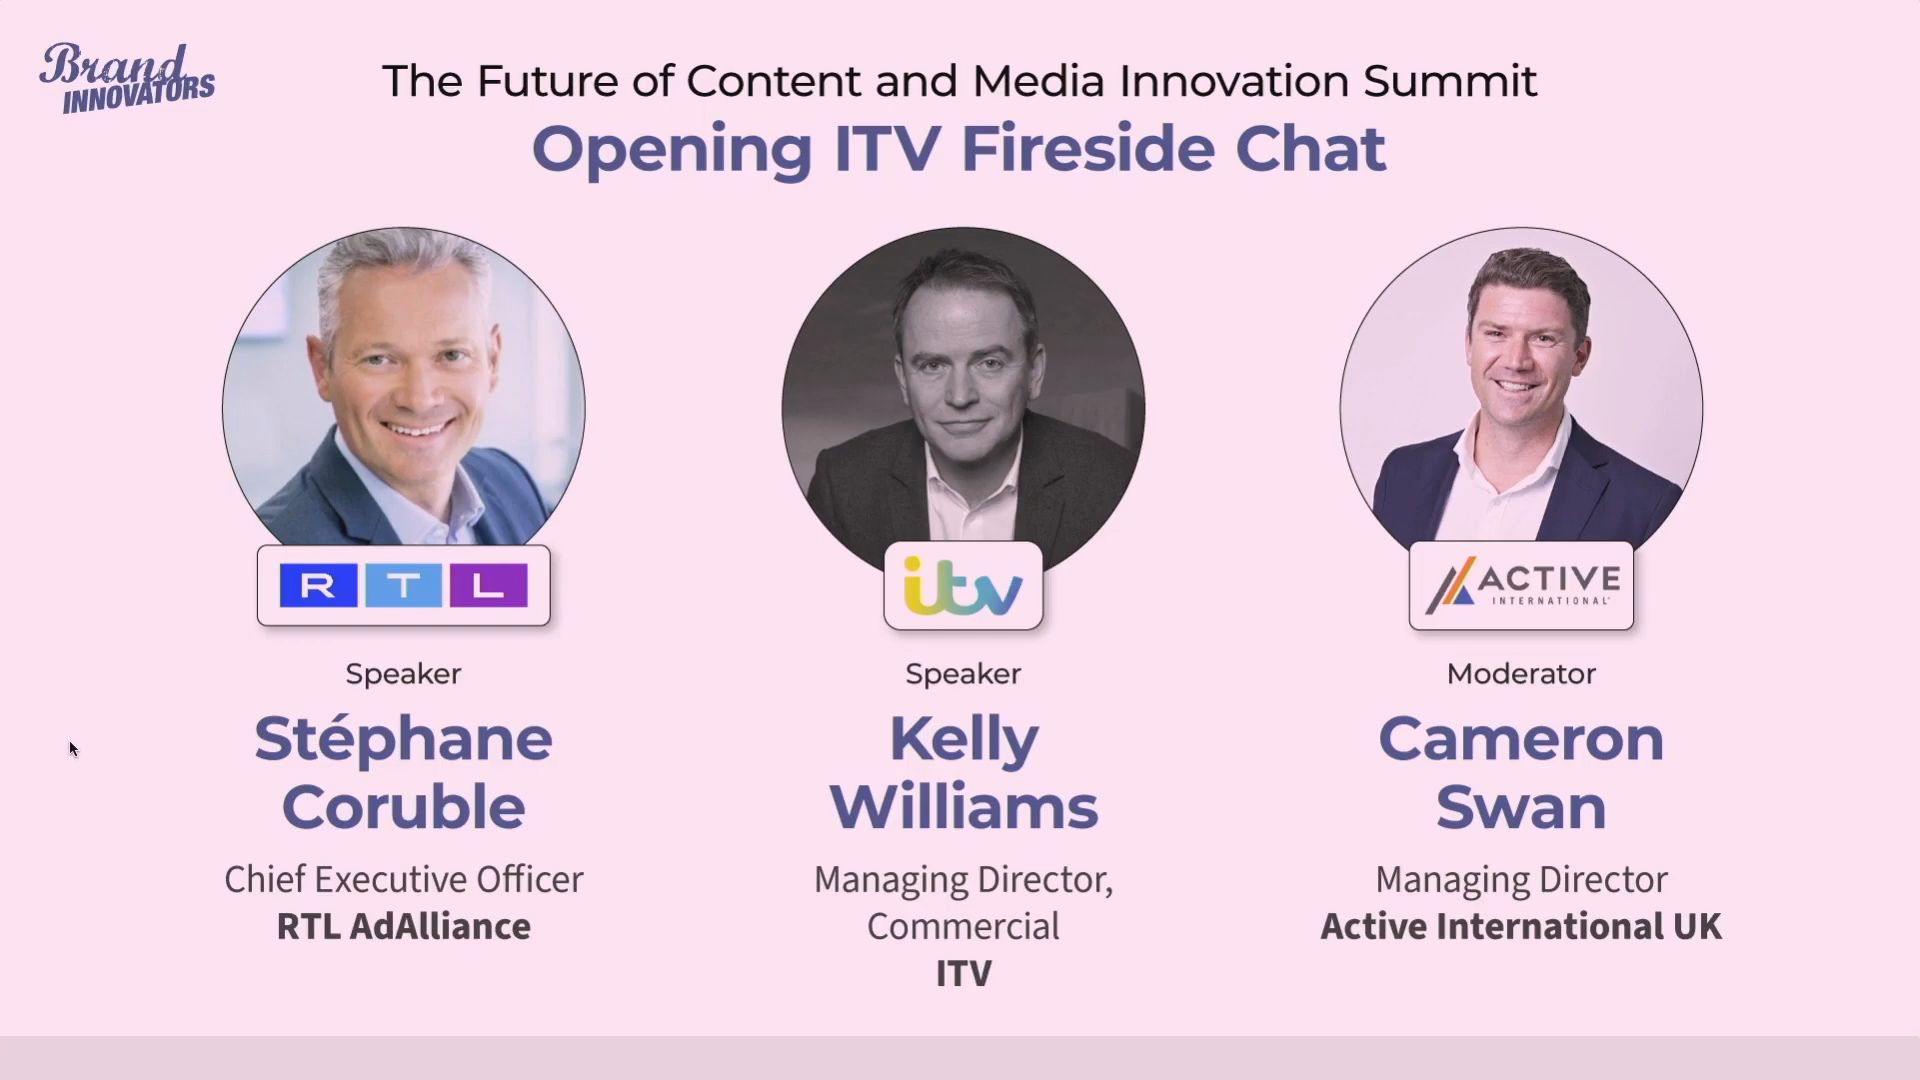 Brand
INNOVATORS
The Future of Content and Media Innovation Summit
Opening ITV Fireside Chat
R T L
itv
ACTIVE
INTERNATIONAL
Speaker
Stéphane
Coruble
Chief Executive Officer
RTL AdAlliance
Speaker
Kelly
Williams
Managing Director,
Commercial
ITV
Moderator
Cameron
Swan
Managing Director
Active International UK